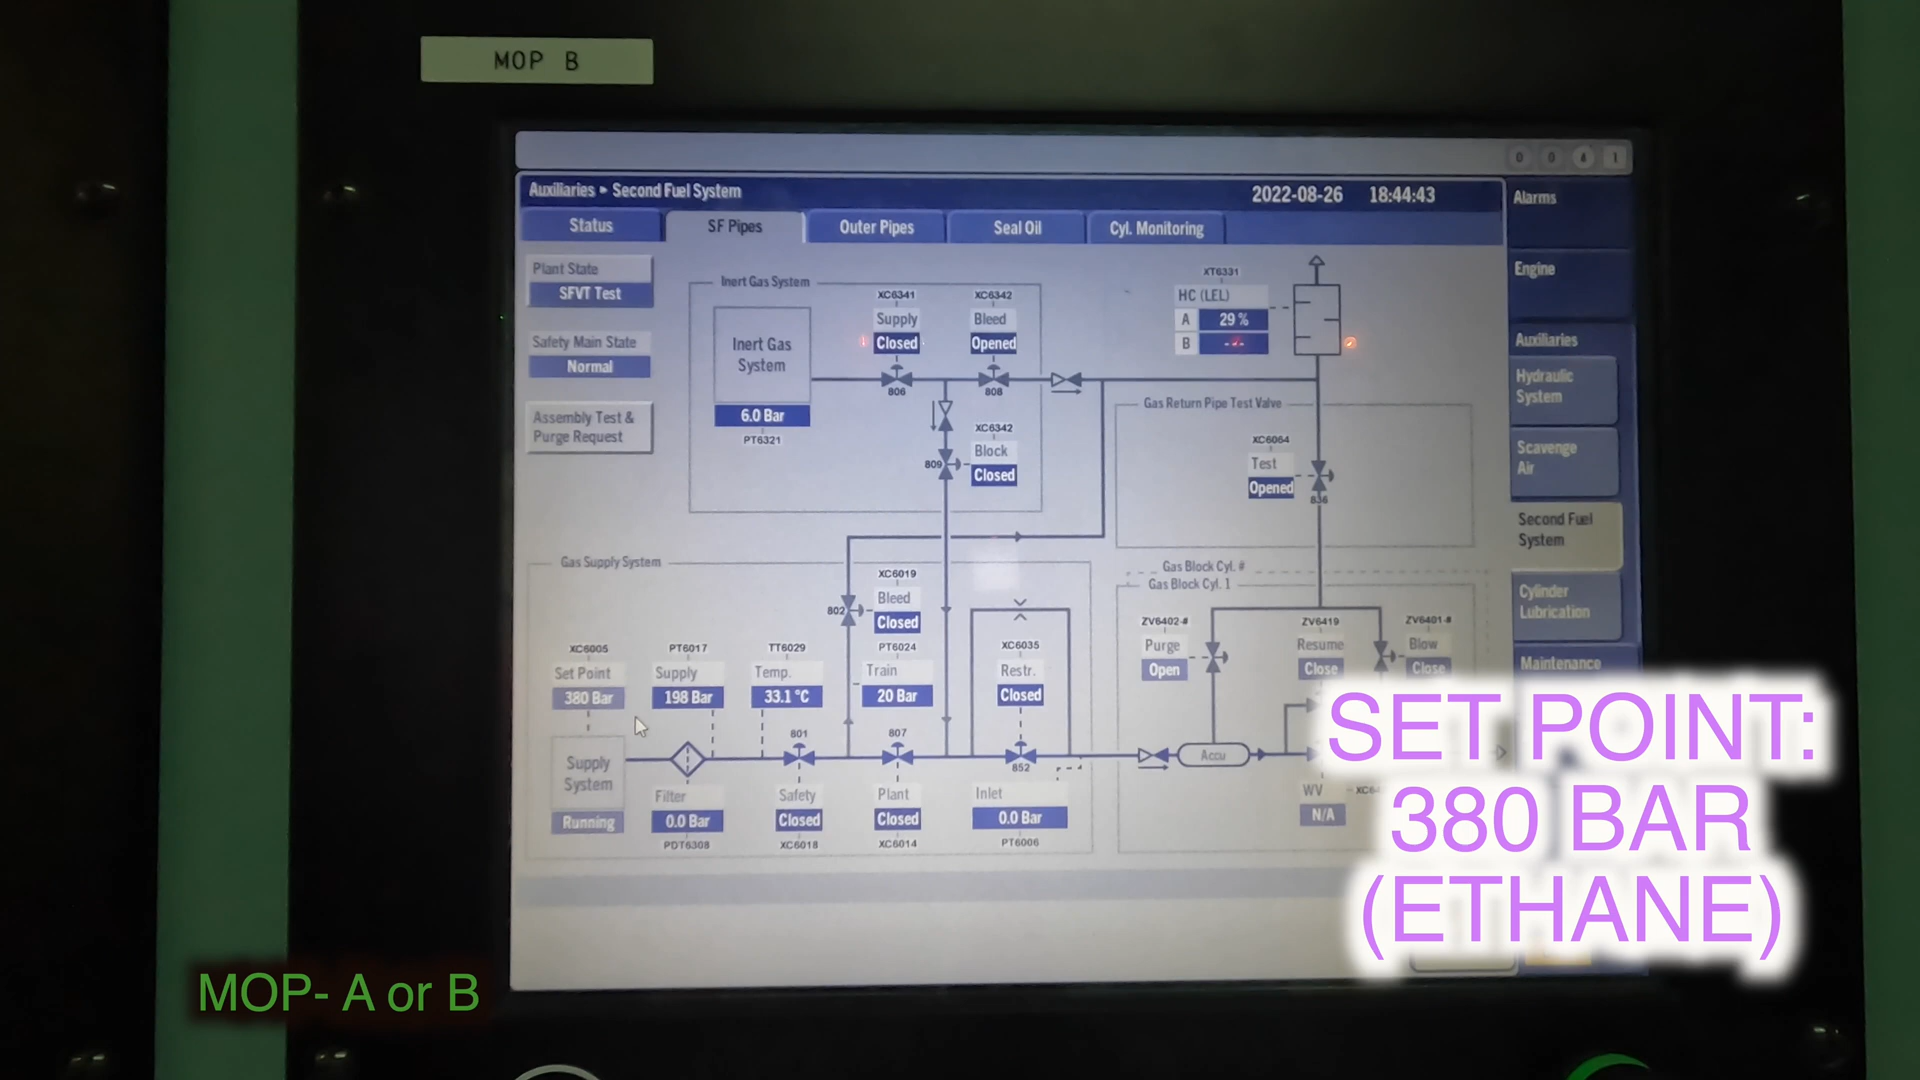 MOP B
0 0 4 1
Auxiliaries ▸ Second Fuel System
2022-08-26 18:44:43
Alarms
Status
SF Pipes
Outer Pipes
Seal Oil
Cyl. Monitoring
Engine
Plant State
SFVT Test
Safety Main State
Normal
Assembly Test &
Purge Request
Inert Gas System
Inert Gas
System
6.0 Bar
PT6321
XC6341
Supply
Closed
806
XC6342
Bleed
Opened
808
XC6342
Block
Closed
809
XT6331
HC (LEL)
A 29 %
B ---
Gas Return Pipe Test Valve
XC6064
Test
Opened
836
Auxiliaries
Hydraulic
System
Scavenge
Air
Second Fuel
System
Cylinder
Lubrication
Maintenance
Gas Supply System
XC6019
Bleed
Closed
802
XC6005
Set Point
380 Bar
PT6017
Supply
198 Bar
TT6029
Temp.
33.1 °C
PT6024
Train
20 Bar
XC6035
Restr.
Closed
801
807
852
Supply
System
Running
Filter
0.0 Bar
PDT6308
Safety
Closed
XC6018
Plant
Closed
XC6014
Inlet
0.0 Bar
PT6006
Gas Block Cyl. #
Gas Block Cyl. 1
ZV6402-#
Purge
Open
ZV6419
Resume
Close
ZV6401-#
Blow
Close
Accu
WV
N/A
SET POINT:
380 BAR
(ETHANE)
MOP- A or B